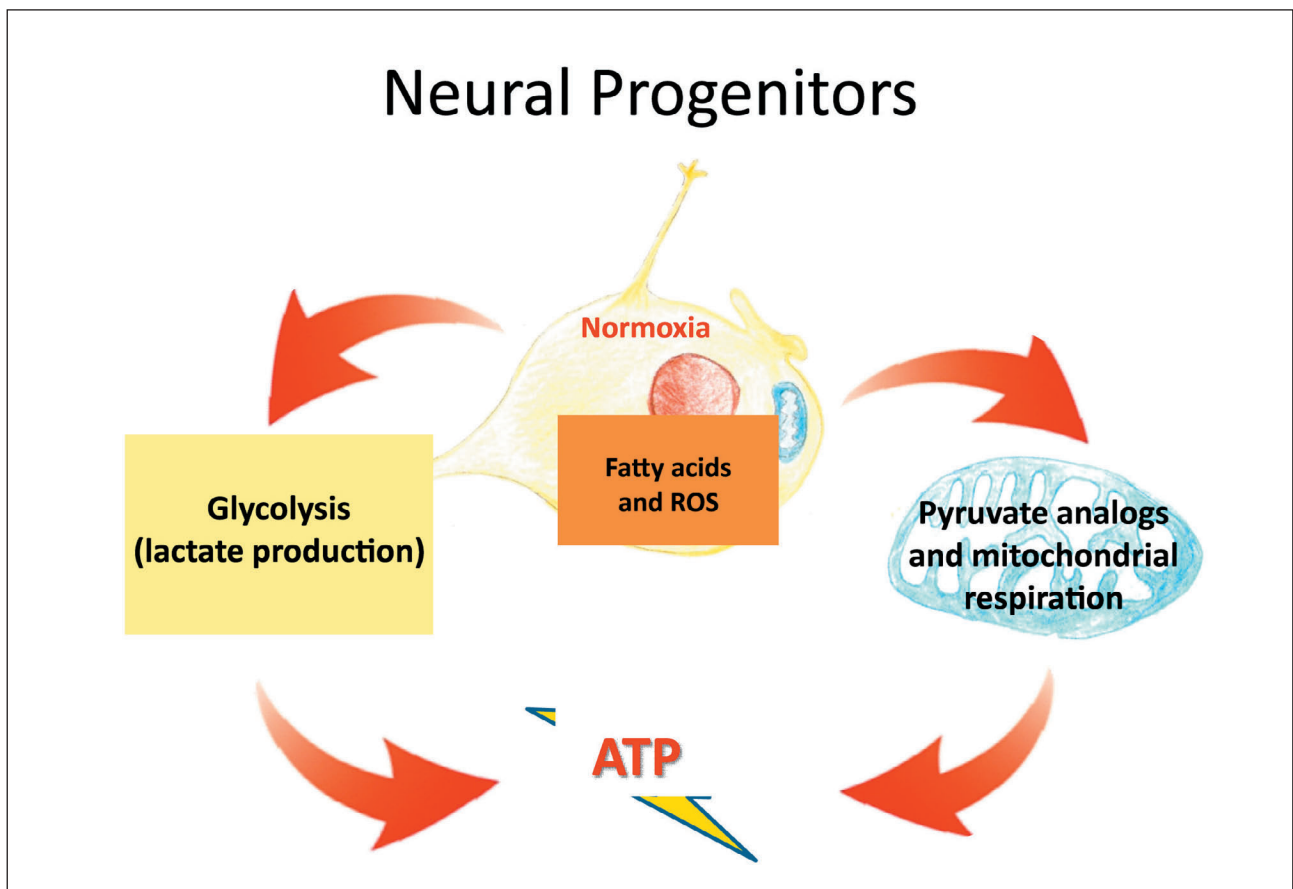 Neural Progenitors
Normoxia
Fatty acids
and ROS
Glycolysis
(lactate production)
Pyruvate analogs
and mitochondrial
respiration
ATP